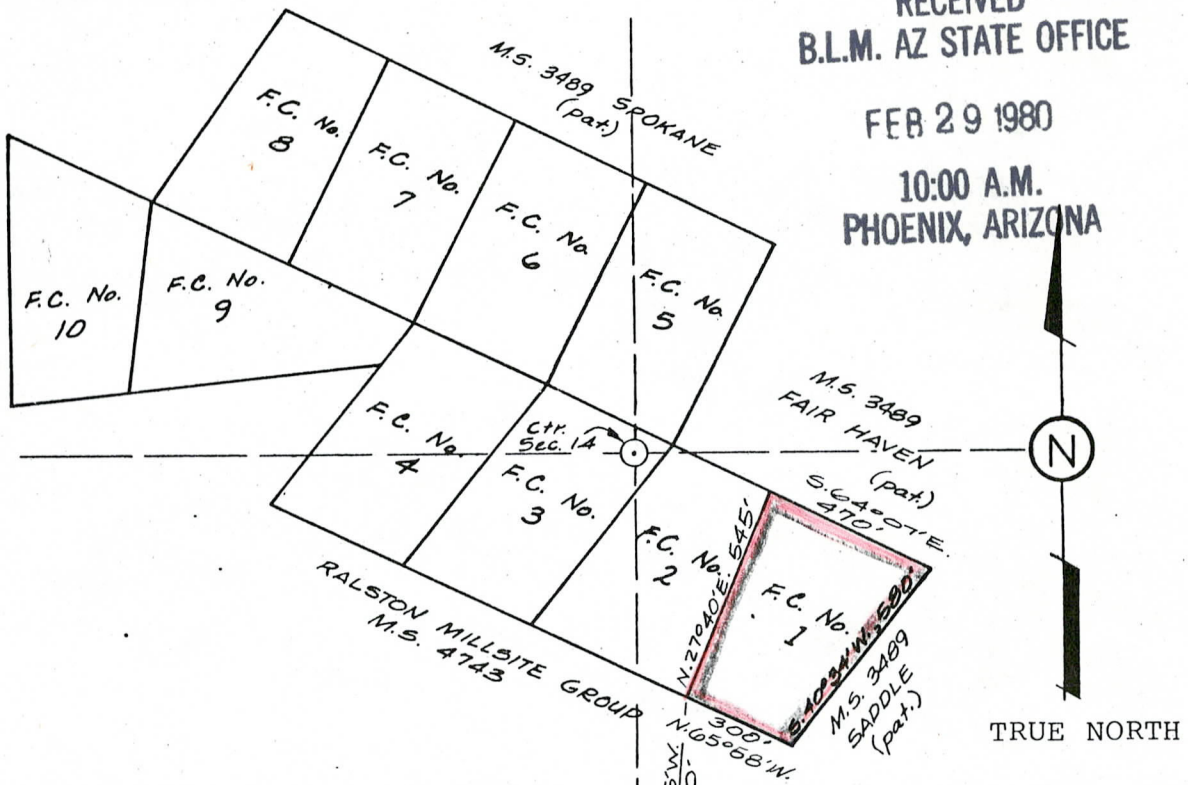 RECEIVED
B.L.M. AZ STATE OFFICE
FEB 29 1980
10:00 A.M.
PHOENIX, ARIZONA
M.S. 3489 SPOKANE
(pat.)
F.C. No.
8
F.C. No.
7
F.C. No
6
F.C. No.
5
F.C. No.
10
F.C. No.
9
F.C. No.
4
Ctr.
Sec. 14
F.C. No.
3
F.C. No.
2
F.C. No.
1
M.S. 3489
FAIR HAVEN
(pat.)
S.64°07'E.
470'
N.27°40'E. 545'
S.40°34'W. 580'
M.S. 3489
SADDLE
(pat.)
300'
N.65°58'W.
RALSTON MILLSITE GROUP
M.S. 4743
N
TRUE NORTH